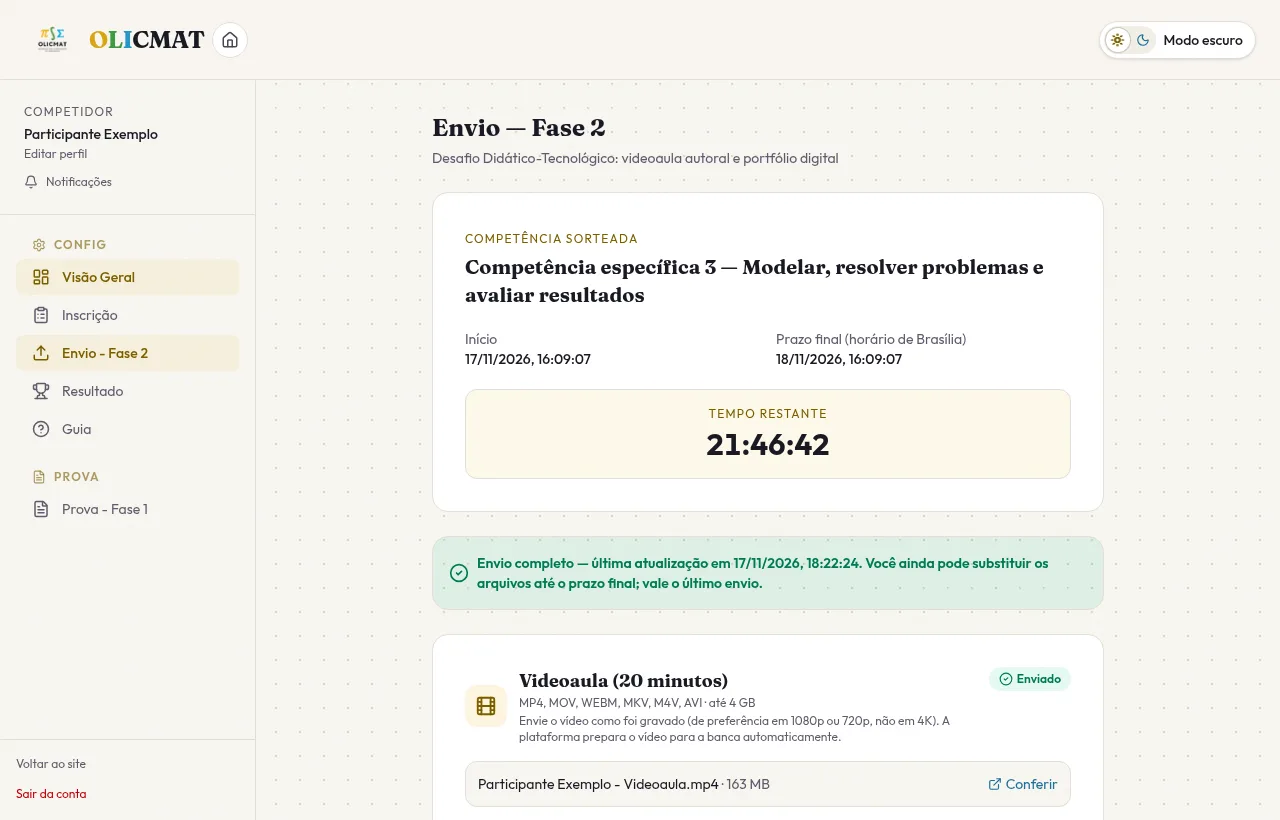 πSΣ
OLICMAT
OLICMAT
Modo escuro
COMPETIDOR
Participante Exemplo
Editar perfil
Notificações
CONFIG
Visão Geral
Inscrição
Envio - Fase 2
Resultado
Guia
PROVA
Prova - Fase 1
Voltar ao site
Sair da conta
Envio — Fase 2
Desafio Didático-Tecnológico: videoaula autoral e portfólio digital
COMPETÊNCIA SORTEADA
Competência específica 3 — Modelar, resolver problemas e
avaliar resultados
Início
17/11/2026, 16:09:07
Prazo final (horário de Brasília)
18/11/2026, 16:09:07
TEMPO RESTANTE
21:46:42
Envio completo — última atualização em 17/11/2026, 18:22:24. Você ainda pode substituir os
arquivos até o prazo final; vale o último envio.
Videoaula (20 minutos)
Enviado
MP4, MOV, WEBM, MKV, M4V, AVI · até 4 GB
Envie o vídeo como foi gravado (de preferência em 1080p ou 720p, não em 4K). A
plataforma prepara o vídeo para a banca automaticamente.
Participante Exemplo - Videoaula.mp4 · 163 MB
Conferir